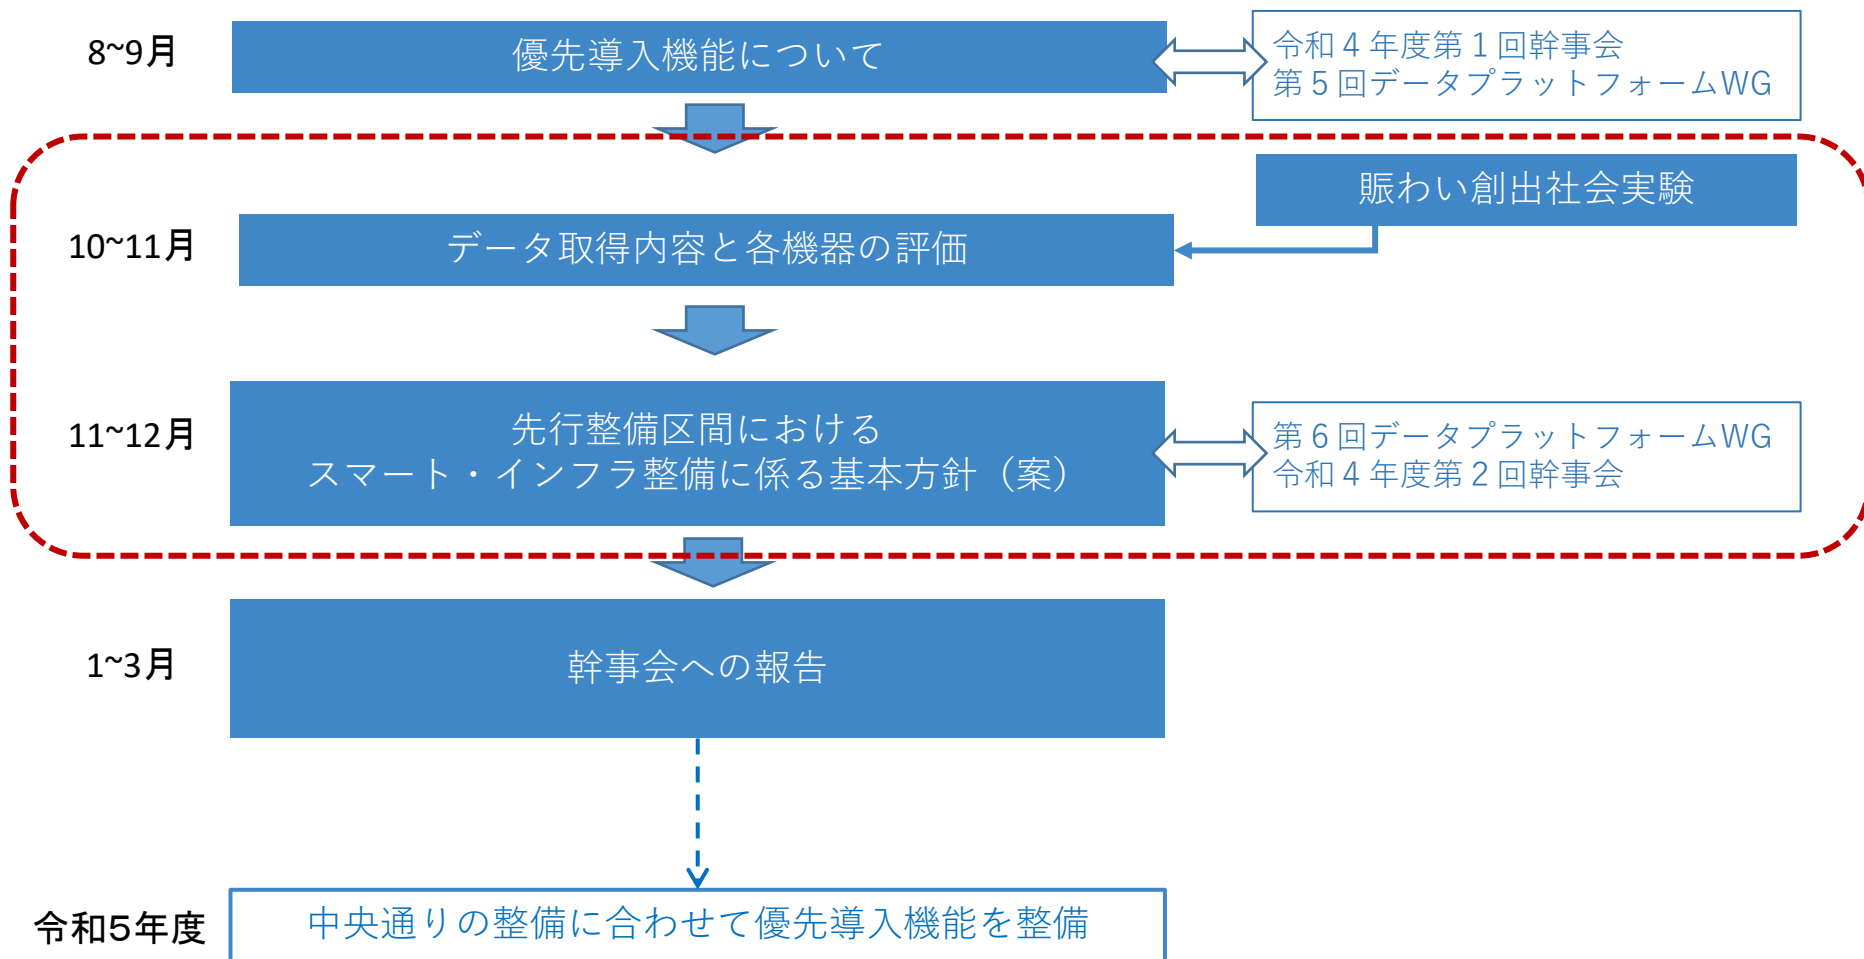 8~9月
優先導入機能について
令和４年度第１回幹事会
第５回データプラットフォームWG
賑わい創出社会実験
10~11月
データ取得内容と各機器の評価
11~12月
先行整備区間における
スマート・インフラ整備に係る基本方針（案）
第６回データプラットフォームWG
令和４年度第２回幹事会
1~3月
幹事会への報告
令和5年度
中央通りの整備に合わせて優先導入機能を整備